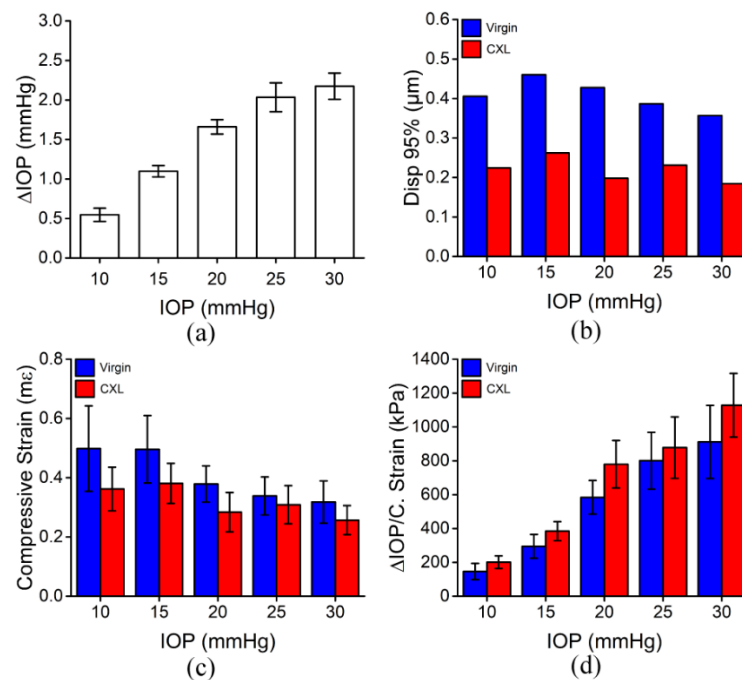 3.0
2.5
2.0
1.5
1.0
0.5
0.0
ΔIOP (mmHg)
10 15 20 25 30
IOP (mmHg)
(a)
0.6
0.5
0.4
0.3
0.2
0.1
0.0
Disp 95% (µm)
Virgin
CXL
10 15 20 25 30
IOP (mmHg)
(b)
0.8
0.6
0.4
0.2
0.0
Compressive Strain (mε)
Virgin
CXL
10 15 20 25 30
IOP (mmHg)
(c)
1400
1200
1000
800
600
400
200
0
ΔIOP/C. Strain (kPa)
Virgin
CXL
10 15 20 25 30
IOP (mmHg)
(d)